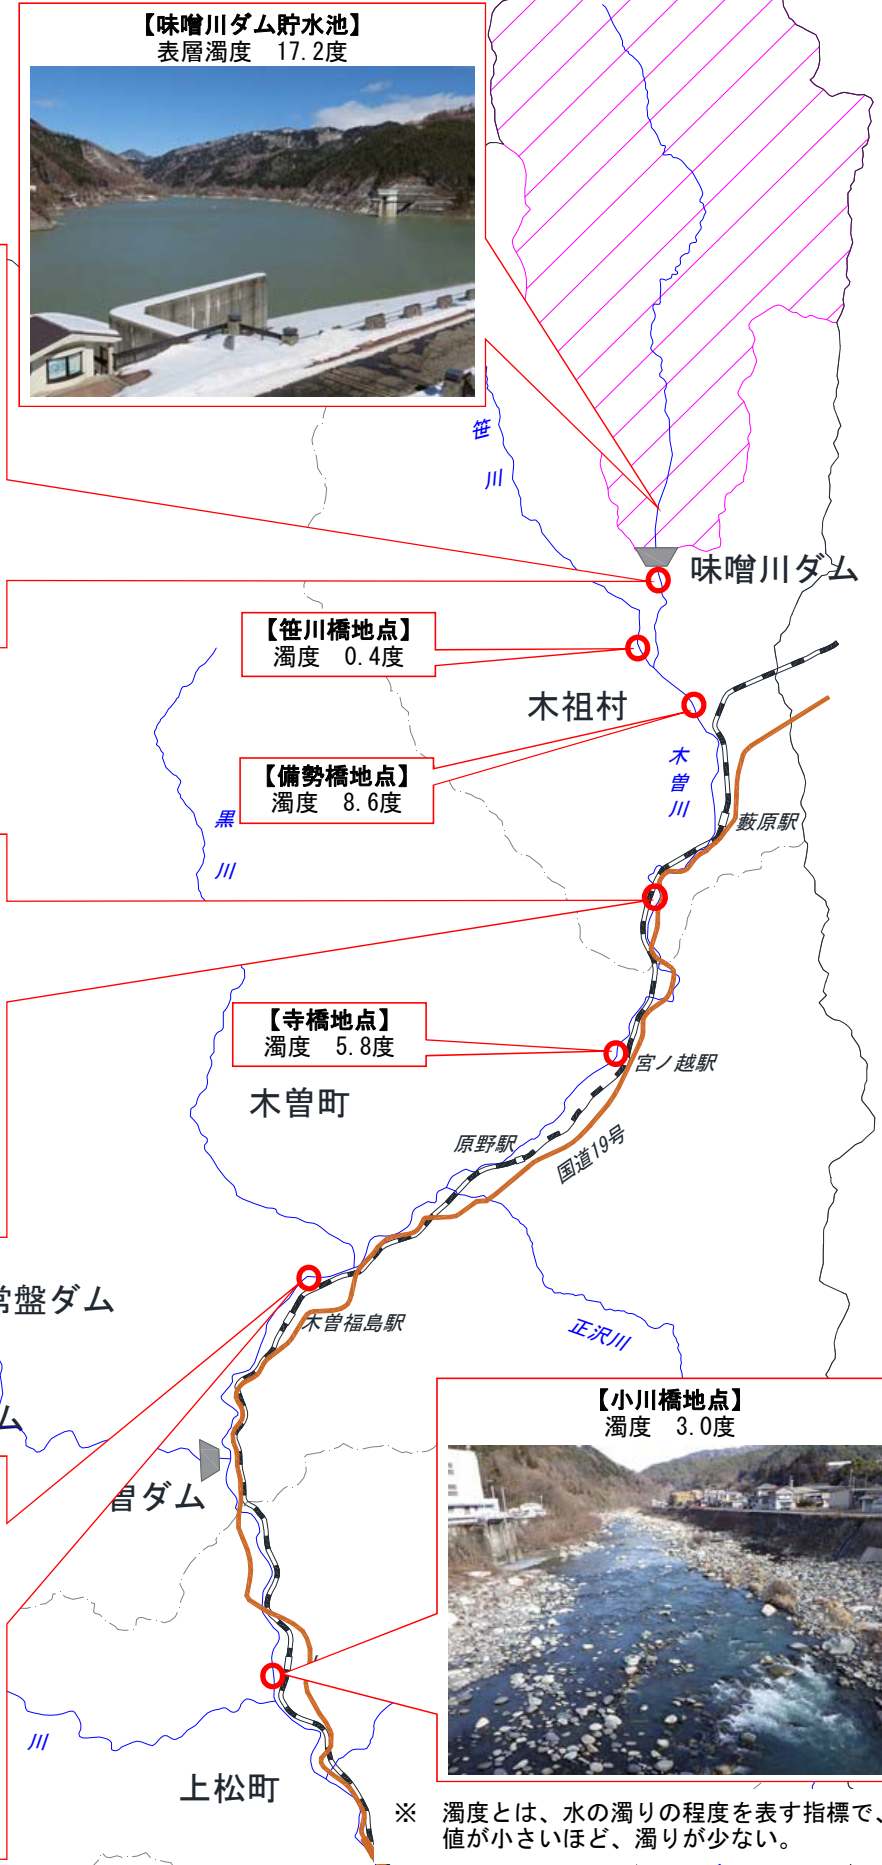 【味噌川ダム貯水池】
表層濁度　17.2度
笹川
味噌川ダム
【笹川橋地点】
濁度　0.4度
木祖村
【備勢橋地点】
濁度　8.6度
木曽川
黒川
藪原駅
【寺橋地点】
濁度　5.8度
宮ノ越駅
木曽町
原野駅
国道19号
常盤ダム
木曽福島駅
正沢川
ム
曽ダム
【小川橋地点】
濁度　3.0度
川
上松町
※　濁度とは、水の濁りの程度を表す指標で、
値が小さいほど、濁りが少ない。